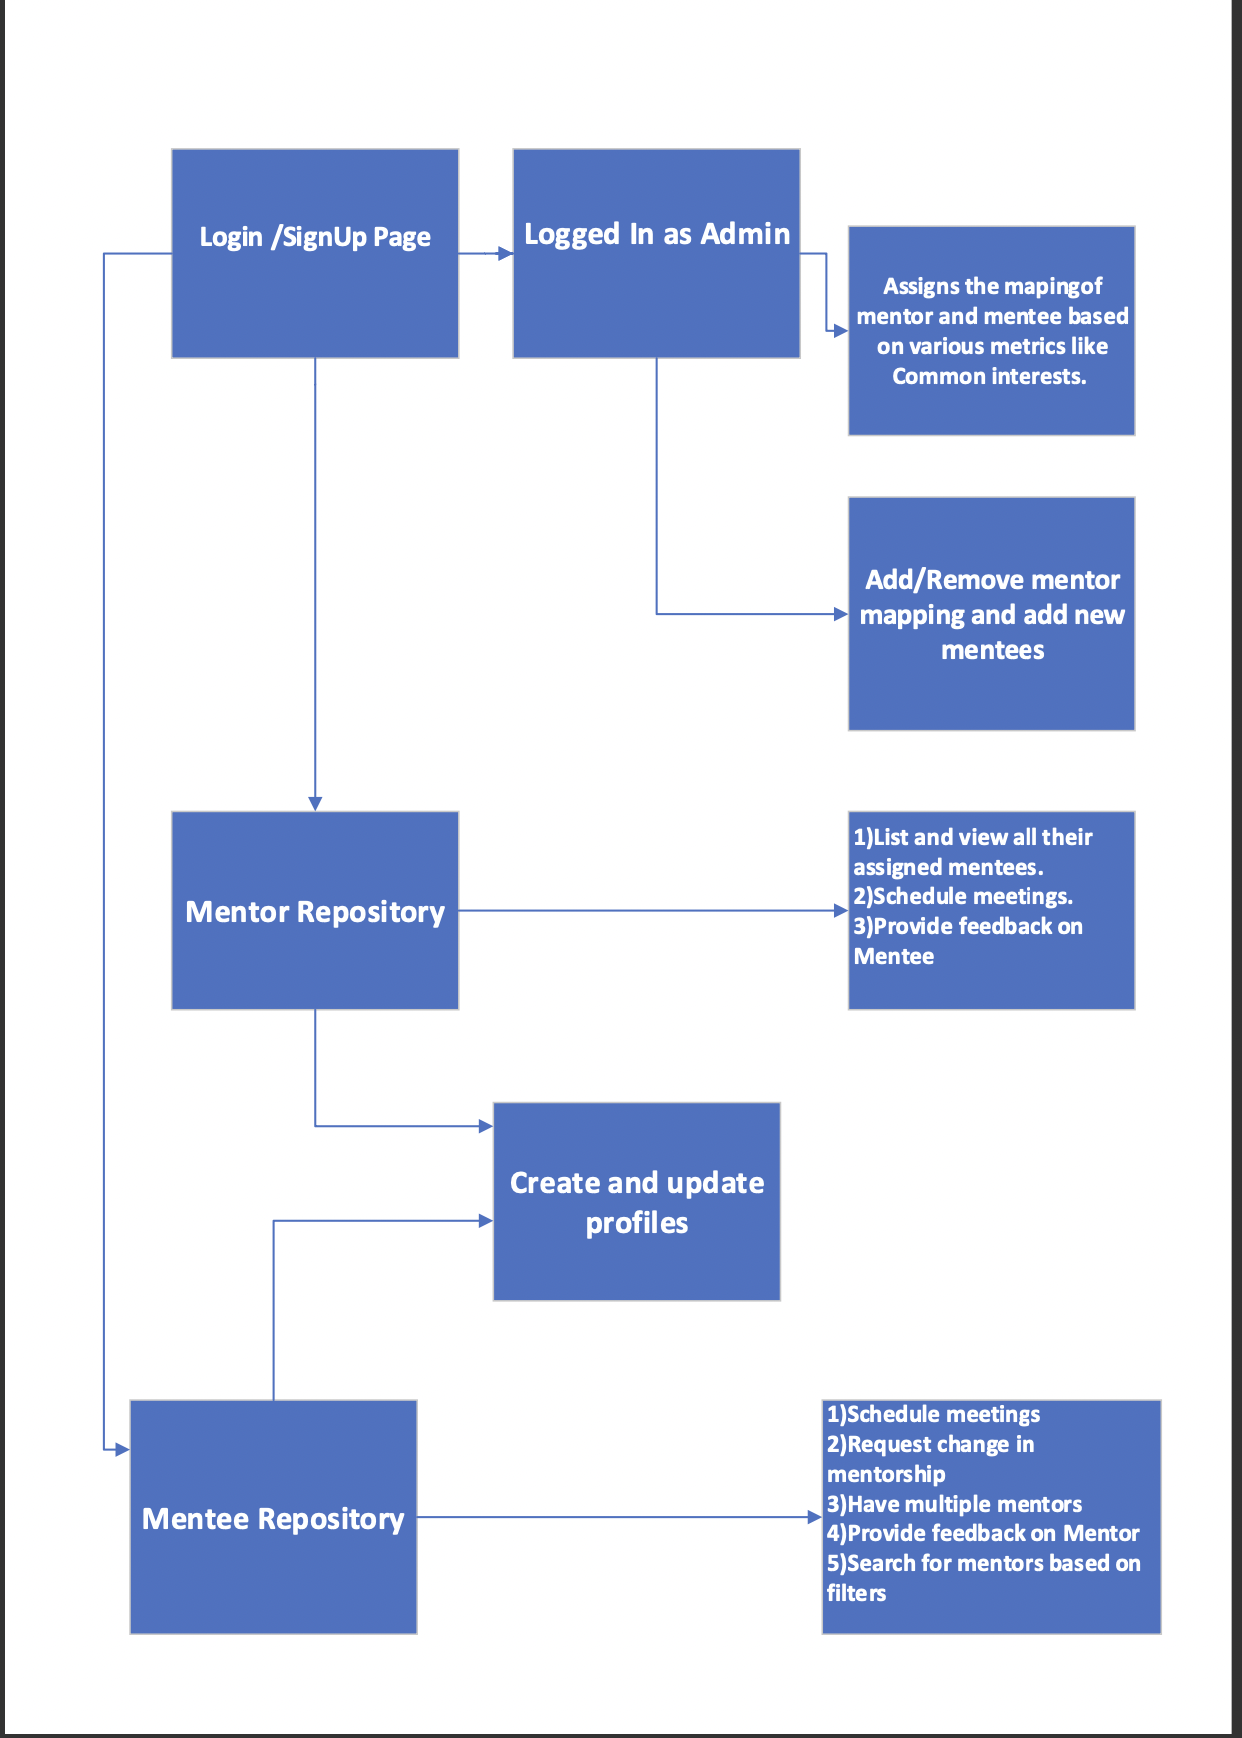 Login /SignUp Page
Logged In as Admin
Assigns the mapingof
mentor and mentee based
on various metrics like
Common interests.
Add/Remove mentor
mapping and add new
mentees
Mentor Repository
1)List and view all their
assigned mentees.
2)Schedule meetings.
3)Provide feedback on
Mentee
Create and update
profiles
Mentee Repository
1)Schedule meetings
2)Request change in
mentorship
3)Have multiple mentors
4)Provide feedback on Mentor
5)Search for mentors based on
filters